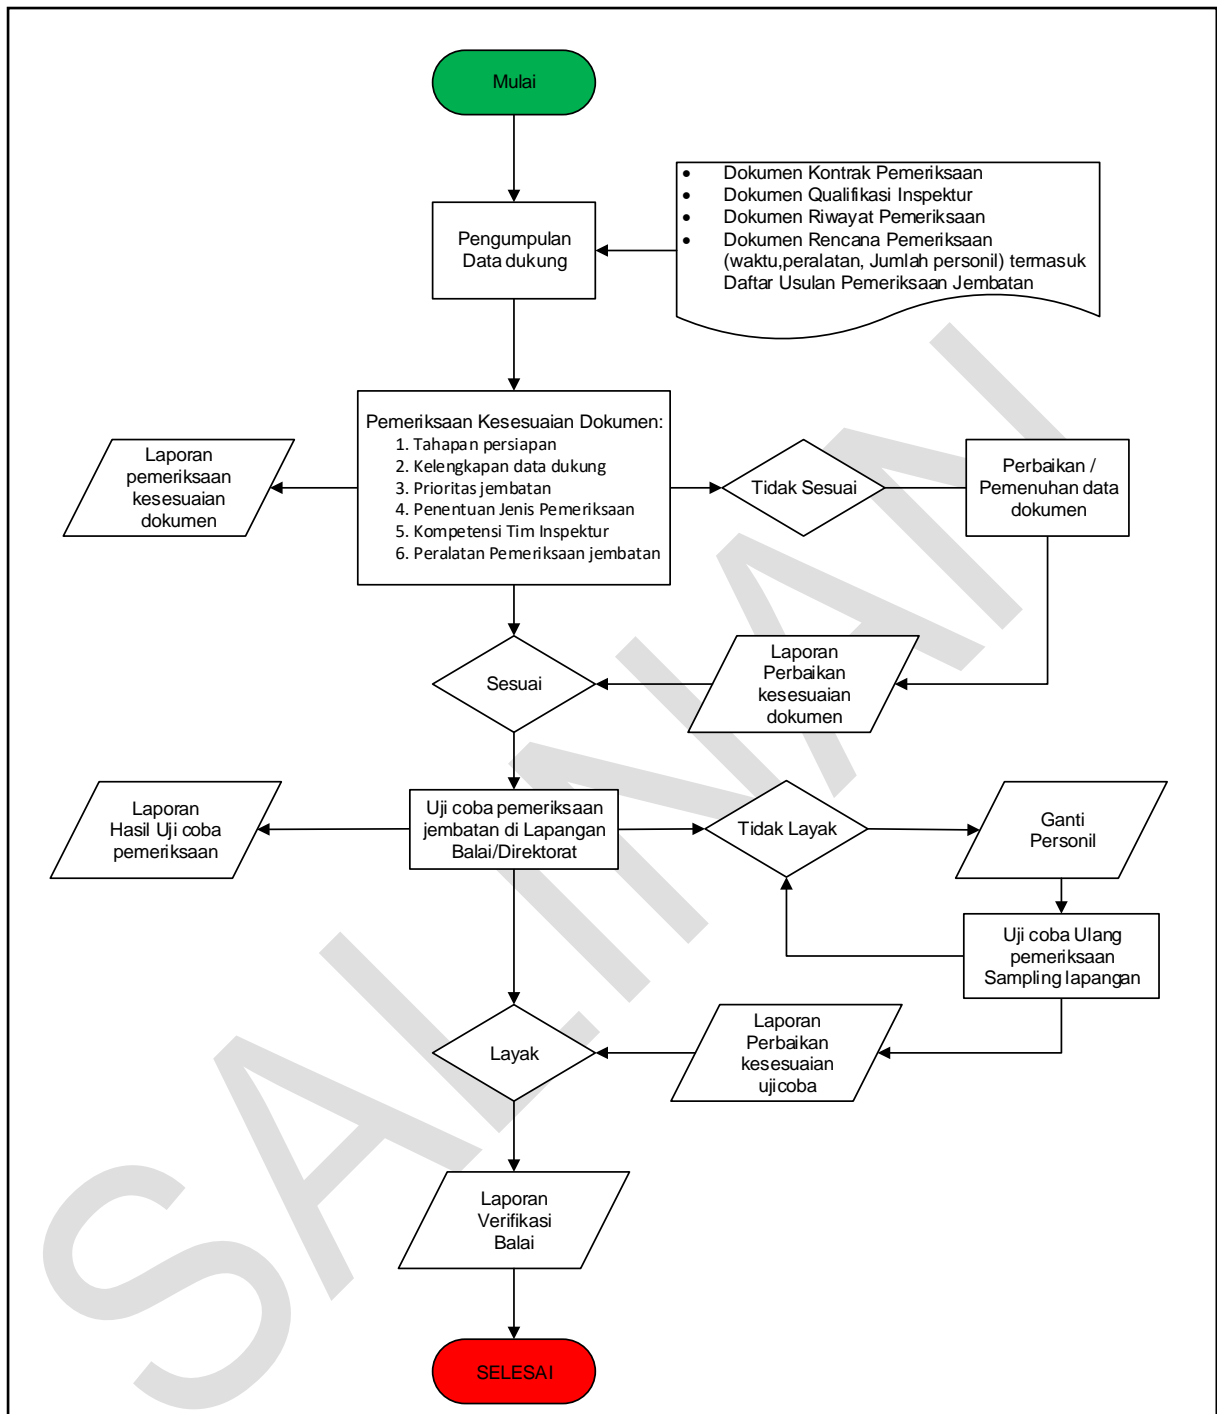 Mulai
• Dokumen Kontrak Pemeriksaan
• Dokumen Qualifikasi Inspektur
• Dokumen Riwayat Pemeriksaan
• Dokumen Rencana Pemeriksaan
(waktu,peralatan, Jumlah personil) termasuk
Daftar Usulan Pemeriksaan Jembatan
Pengumpulan
Data dukung
Pemeriksaan Kesesuaian Dokumen:
1. Tahapan persiapan
2. Kelengkapan data dukung
3. Prioritas jembatan
4. Penentuan Jenis Pemeriksaan
5. Kompetensi Tim Inspektur
6. Peralatan Pemeriksaan jembatan
Laporan
pemeriksaan
kesesuaian
dokumen
Tidak Sesuai
Perbaikan /
Pemenuhan data
dokumen
Sesuai
Laporan
Perbaikan
kesesuaian
dokumen
Laporan
Hasil Uji coba
pemeriksaan
Uji coba pemeriksaan
jembatan di Lapangan
Balai/Direktorat
Tidak Layak
Ganti
Personil
Uji coba Ulang
pemeriksaan
Sampling lapangan
Layak
Laporan
Perbaikan
kesesuaian
ujicoba
Laporan
Verifikasi
Balai
SELESAI
SALINAN